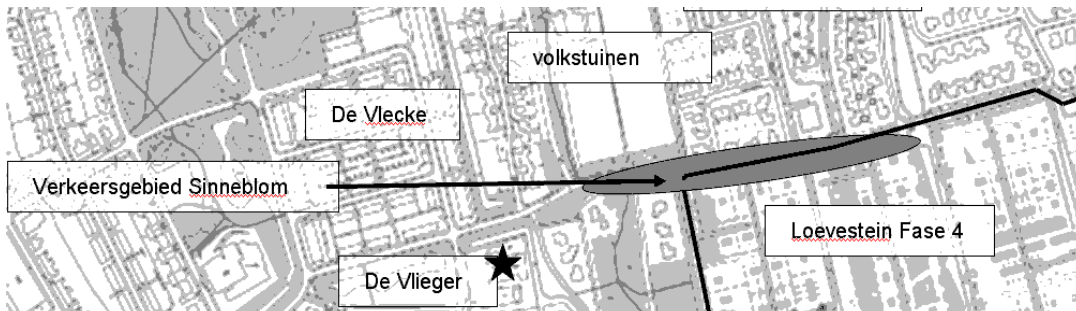 volkstuinen
De Vlecke
Verkeersgebied Sinneblom
Loevestein Fase 4
De Vlieger